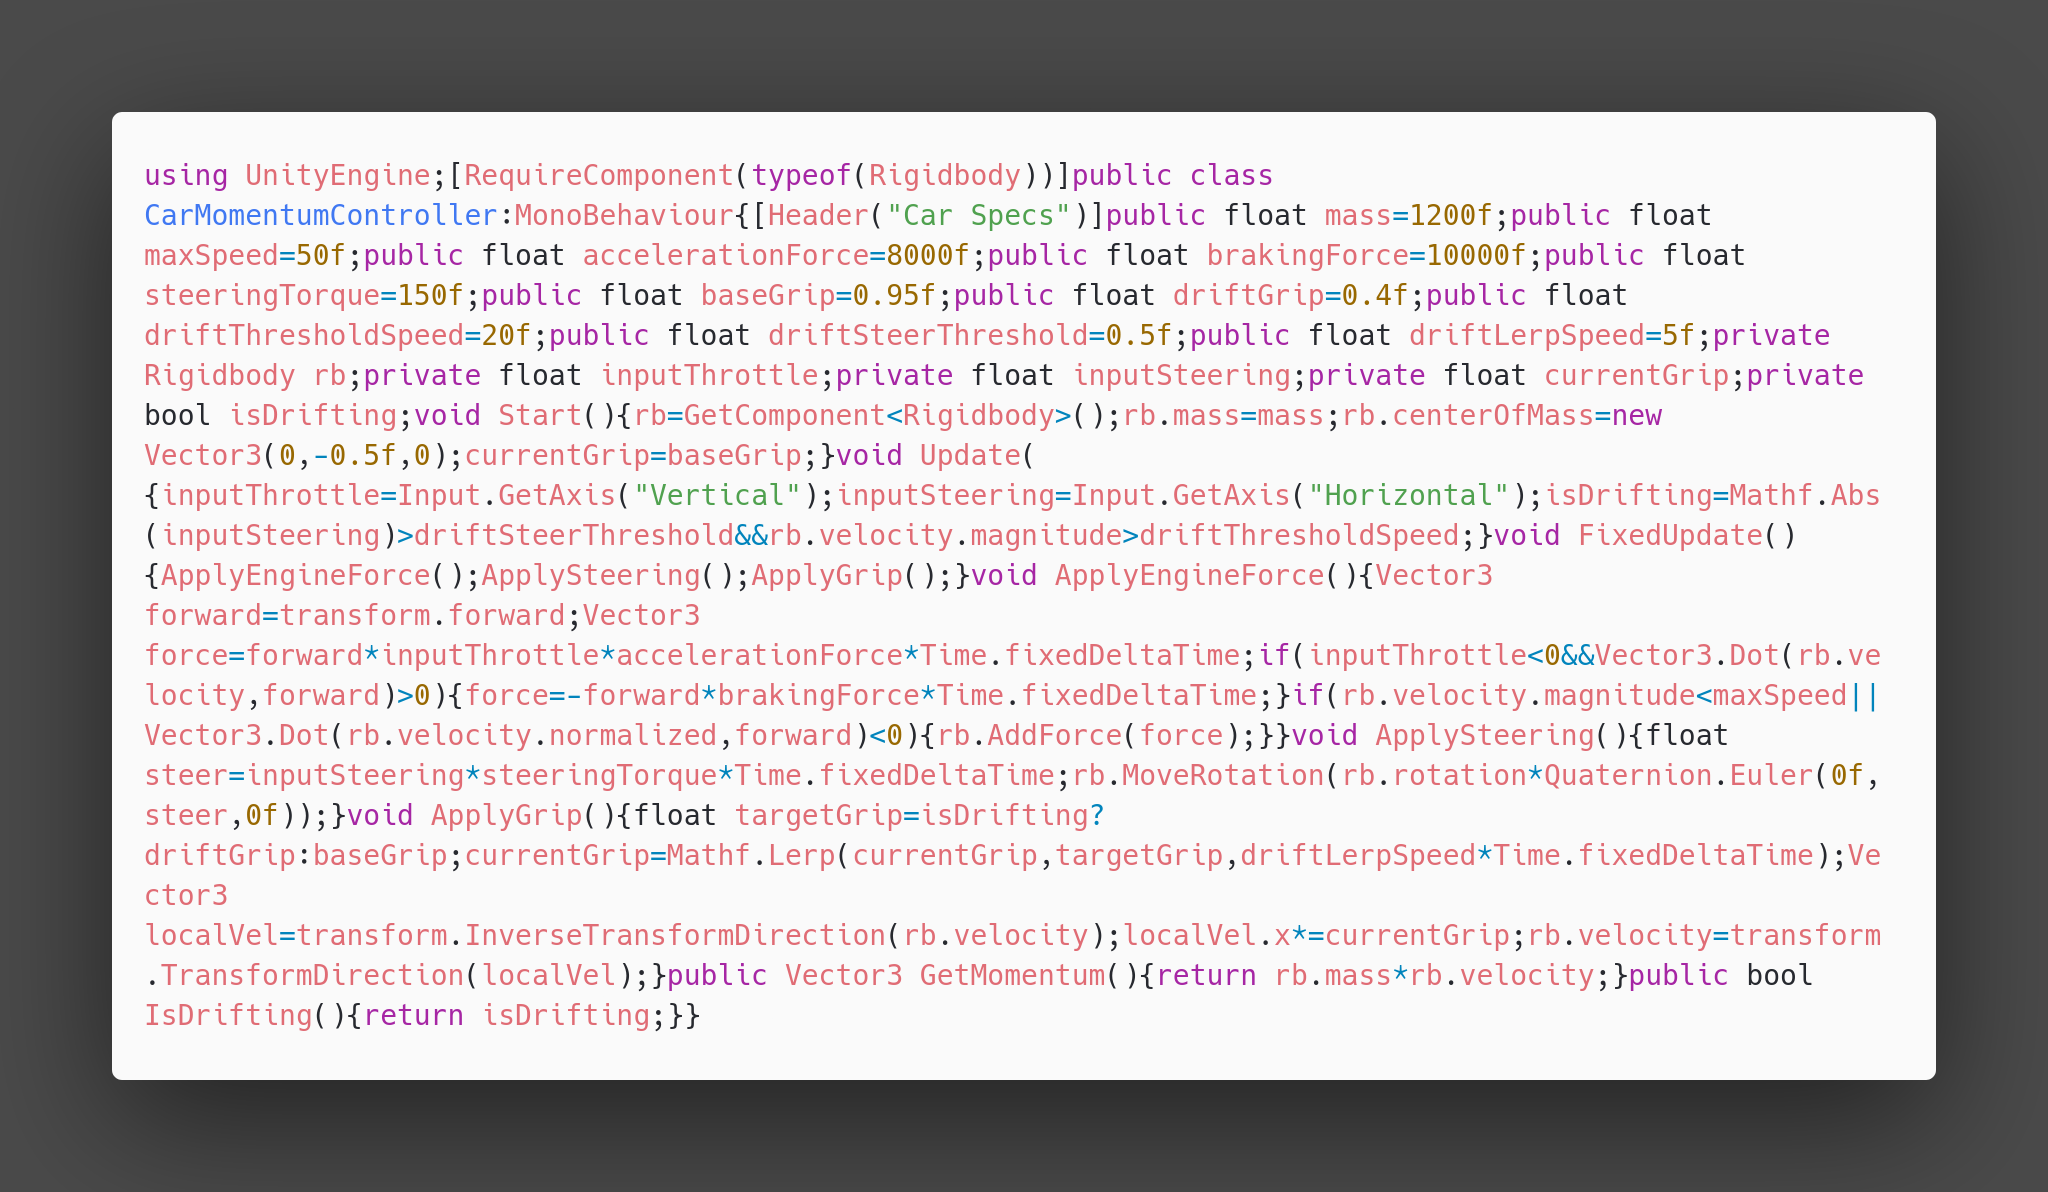 using UnityEngine;[RequireComponent(typeof(Rigidbody))]public class
CarMomentumController:MonoBehaviour{[Header("Car Specs")]public float mass=1200f;public float
maxSpeed=50f;public float accelerationForce=8000f;public float brakingForce=10000f;public float
steeringTorque=150f;public float baseGrip=0.95f;public float driftGrip=0.4f;public float
driftThresholdSpeed=20f;public float driftSteerThreshold=0.5f;public float driftLerpSpeed=5f;private
Rigidbody rb;private float inputThrottle;private float inputSteering;private float currentGrip;private
bool isDrifting;void Start(){rb=GetComponent<Rigidbody>();rb.mass=mass;rb.centerOfMass=new
Vector3(0,-0.5f,0);currentGrip=baseGrip;}void Update(
{inputThrottle=Input.GetAxis("Vertical");inputSteering=Input.GetAxis("Horizontal");isDrifting=Mathf.Abs
(inputSteering)>driftSteerThreshold&&rb.velocity.magnitude>driftThresholdSpeed;}void FixedUpdate()
{ApplyEngineForce();ApplySteering();ApplyGrip();}void ApplyEngineForce(){Vector3
forward=transform.forward;Vector3
force=forward*inputThrottle*accelerationForce*Time.fixedDeltaTime;if(inputThrottle<0&&Vector3.Dot(rb.ve
locity,forward)>0){force=-forward*brakingForce*Time.fixedDeltaTime;}if(rb.velocity.magnitude<maxSpeed||
Vector3.Dot(rb.velocity.normalized,forward)<0){rb.AddForce(force);}}void ApplySteering(){float
steer=inputSteering*steeringTorque*Time.fixedDeltaTime;rb.MoveRotation(rb.rotation*Quaternion.Euler(0f,
steer,0f));}void ApplyGrip(){float targetGrip=isDrifting?
driftGrip:baseGrip;currentGrip=Mathf.Lerp(currentGrip,targetGrip,driftLerpSpeed*Time.fixedDeltaTime);Ve
ctor3
localVel=transform.InverseTransformDirection(rb.velocity);localVel.x*=currentGrip;rb.velocity=transform
.TransformDirection(localVel);}public Vector3 GetMomentum(){return rb.mass*rb.velocity;}public bool
IsDrifting(){return isDrifting;}}